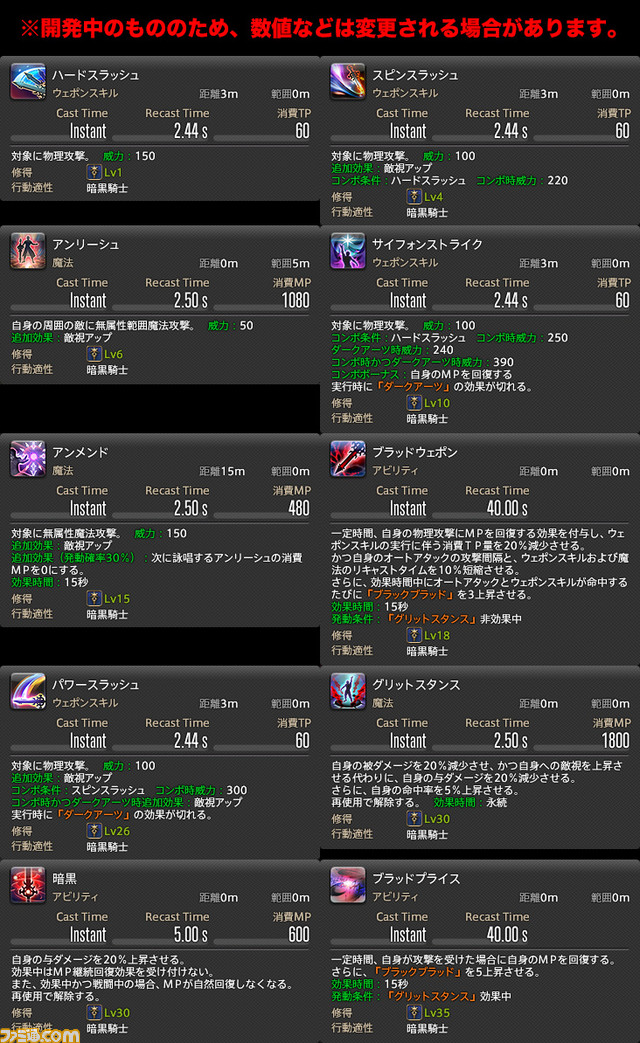 ※開発中のもののため、数値などは変更される場合があります。
ハードスラッシュ
ウェポンスキル 距離3m 範囲0m
Cast Time Recast Time 消費TP
Instant 2.44 s 60
対象に物理攻撃。 威力：150
修得 Lv1
行動適性 暗黒騎士
スピンスラッシュ
ウェポンスキル 距離3m 範囲0m
Cast Time Recast Time 消費TP
Instant 2.44 s 60
対象に物理攻撃。 威力：100
追加効果：敵視アップ
コンボ条件：ハードスラッシュ コンボ時威力：220
修得 Lv4
行動適性 暗黒騎士
アンリーシュ
魔法 距離0m 範囲5m
Cast Time Recast Time 消費MP
Instant 2.50 s 1080
自身の周囲の敵に無属性範囲魔法攻撃。 威力：50
追加効果：敵視アップ
修得 Lv6
行動適性 暗黒騎士
サイフォンストライク
ウェポンスキル 距離3m 範囲0m
Cast Time Recast Time 消費TP
Instant 2.44 s 60
対象に物理攻撃。 威力：100
コンボ条件：ハードスラッシュ コンボ時威力：250
ダークアーツ時威力：240
コンボ時かつダークアーツ時威力：390
コンボボーナス：自身のＭＰを回復する
実行時に「ダークアーツ」の効果が切れる。
修得 Lv10
行動適性 暗黒騎士
アンメンド
魔法 距離15m 範囲0m
Cast Time Recast Time 消費MP
Instant 2.50 s 480
対象に無属性魔法攻撃。 威力：150
追加効果：敵視アップ
追加効果（発動確率30％）：次に詠唱するアンリーシュの消費
ＭＰを0にする。
効果時間：15秒
修得 Lv15
行動適性 暗黒騎士
ブラッドウェポン
アビリティ 距離0m 範囲0m
Cast Time Recast Time
Instant 40.00 s
一定時間、自身の物理攻撃にＭＰを回復する効果を付与し、ウェ
ポンスキルの実行に伴う消費ＴＰ量を20％減少させる。
かつ自身のオートアタックの攻撃間隔と、ウェポンスキルおよび魔
法のリキャストタイムを10％短縮させる。
さらに、効果時間中にオートアタックとウェポンスキルが命中する
たびに「ブラックブラッド」を3上昇させる。
効果時間：15秒
発動条件：「グリットスタンス」非効果中
修得 Lv18
行動適性 暗黒騎士
パワースラッシュ
ウェポンスキル 距離3m 範囲0m
Cast Time Recast Time 消費TP
Instant 2.44 s 60
対象に物理攻撃。 威力：100
追加効果：敵視アップ
コンボ条件：スピンスラッシュ コンボ時威力：300
コンボ時かつダークアーツ時追加効果：敵視アップ
実行時に「ダークアーツ」の効果が切れる。
修得 Lv26
行動適性 暗黒騎士
グリットスタンス
魔法 距離0m 範囲0m
Cast Time Recast Time 消費MP
Instant 2.50 s 1800
自身の被ダメージを20％減少させ、かつ自身への敵視を上昇さ
せる代わりに、自身の与ダメージを20％減少させる。
さらに、自身の命中率を5％上昇する。
再使用で解除する。 効果時間：永続
修得 Lv30
行動適性 暗黒騎士
暗黒
アビリティ 距離0m 範囲0m
Cast Time Recast Time 消費MP
Instant 5.00 s 600
自身の与ダメージを20％上昇させる。
効果中はＭＰ継続回復効果を受け付けない。
また、効果中かつ戦闘中の場合、ＭＰが自然回復しなくなる。
再使用で解除する。
修得 Lv30
行動適性 暗黒騎士
ブラッドプライス
アビリティ 距離0m 範囲0m
Cast Time Recast Time
Instant 40.00 s
一定時間、自身が攻撃を受けた場合に自身のＭＰを回復する。
さらに、「ブラックブラッド」を5上昇させる。
効果時間：15秒
発動条件：「グリットスタンス」効果中
修得 Lv35
行動適性 暗黒騎士
ファミ通.com